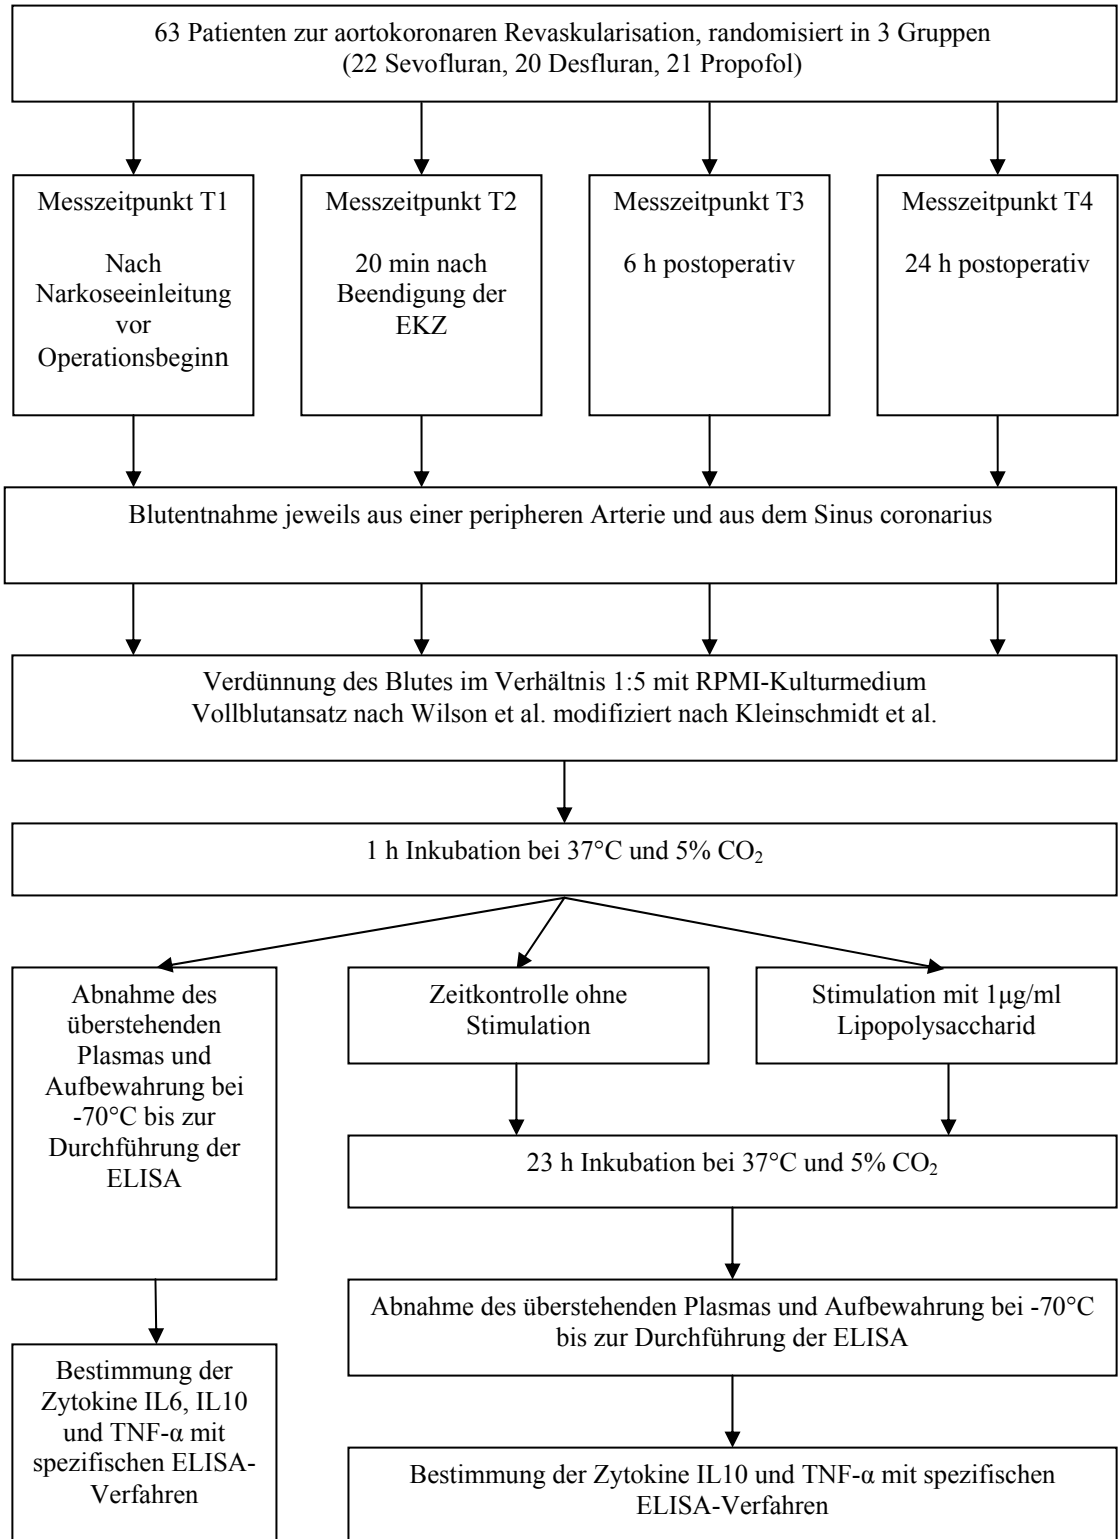 63 Patienten zur aortokoronaren Revaskularisation, randomisiert in 3 Gruppen
(22 Sevofluran, 20 Desfluran, 21 Propofol)
Messzeitpunkt T1
Nach
Narkoseeinleitung
vor
Operationsbeginn
Messzeitpunkt T2
20 min nach
Beendigung der
EKZ
Messzeitpunkt T3
6 h postoperativ
Messzeitpunkt T4
24 h postoperativ
Blutentnahme jeweils aus einer peripheren Arterie und aus dem Sinus coronarius
Verdünnung des Blutes im Verhältnis 1:5 mit RPMI-Kulturmedium
Vollblutansatz nach Wilson et al. modifiziert nach Kleinschmidt et al.
1 h Inkubation bei 37°C und 5% CO₂
Abnahme des
überstehenden
Plasmas und
Aufbewahrung bei
-70°C bis zur
Durchführung der
ELISA
Bestimmung der
Zytokine IL6, IL10
und TNF-α mit
spezifischen ELISA-
Verfahren
Zeitkontrolle ohne
Stimulation
Stimulation mit 1µg/ml
Lipopolysaccharid
23 h Inkubation bei 37°C und 5% CO₂
Abnahme des überstehenden Plasmas und Aufbewahrung bei -70°C
bis zur Durchführung der ELISA
Bestimmung der Zytokine IL10 und TNF-α mit spezifischen
ELISA-Verfahren